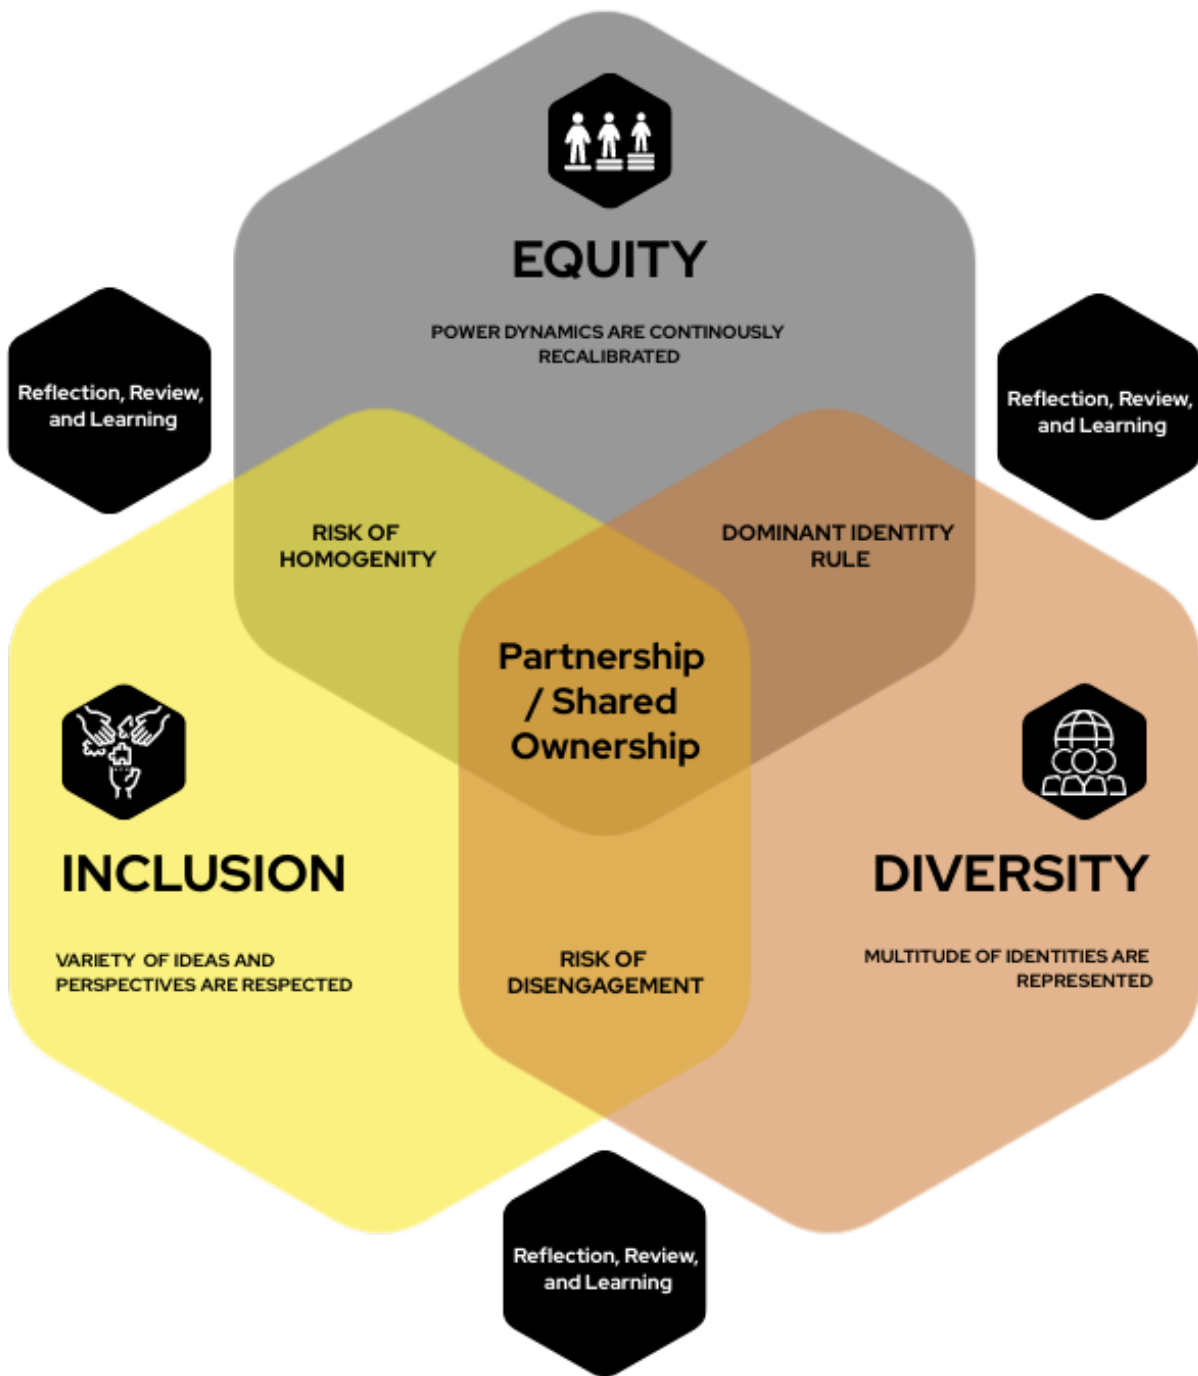 EQUITY
POWER DYNAMICS ARE CONTINOUSLY
RECALIBRATED
Reflection, Review,
and Learning
Reflection, Review,
and Learning
RISK OF
HOMOGENITY
DOMINANT IDENTITY
RULE
Partnership
/ Shared
Ownership
INCLUSION
VARIETY OF IDEAS AND
PERSPECTIVES ARE RESPECTED
DIVERSITY
MULTITUDE OF IDENTITIES ARE
REPRESENTED
RISK OF
DISENGAGEMENT
Reflection, Review,
and Learning